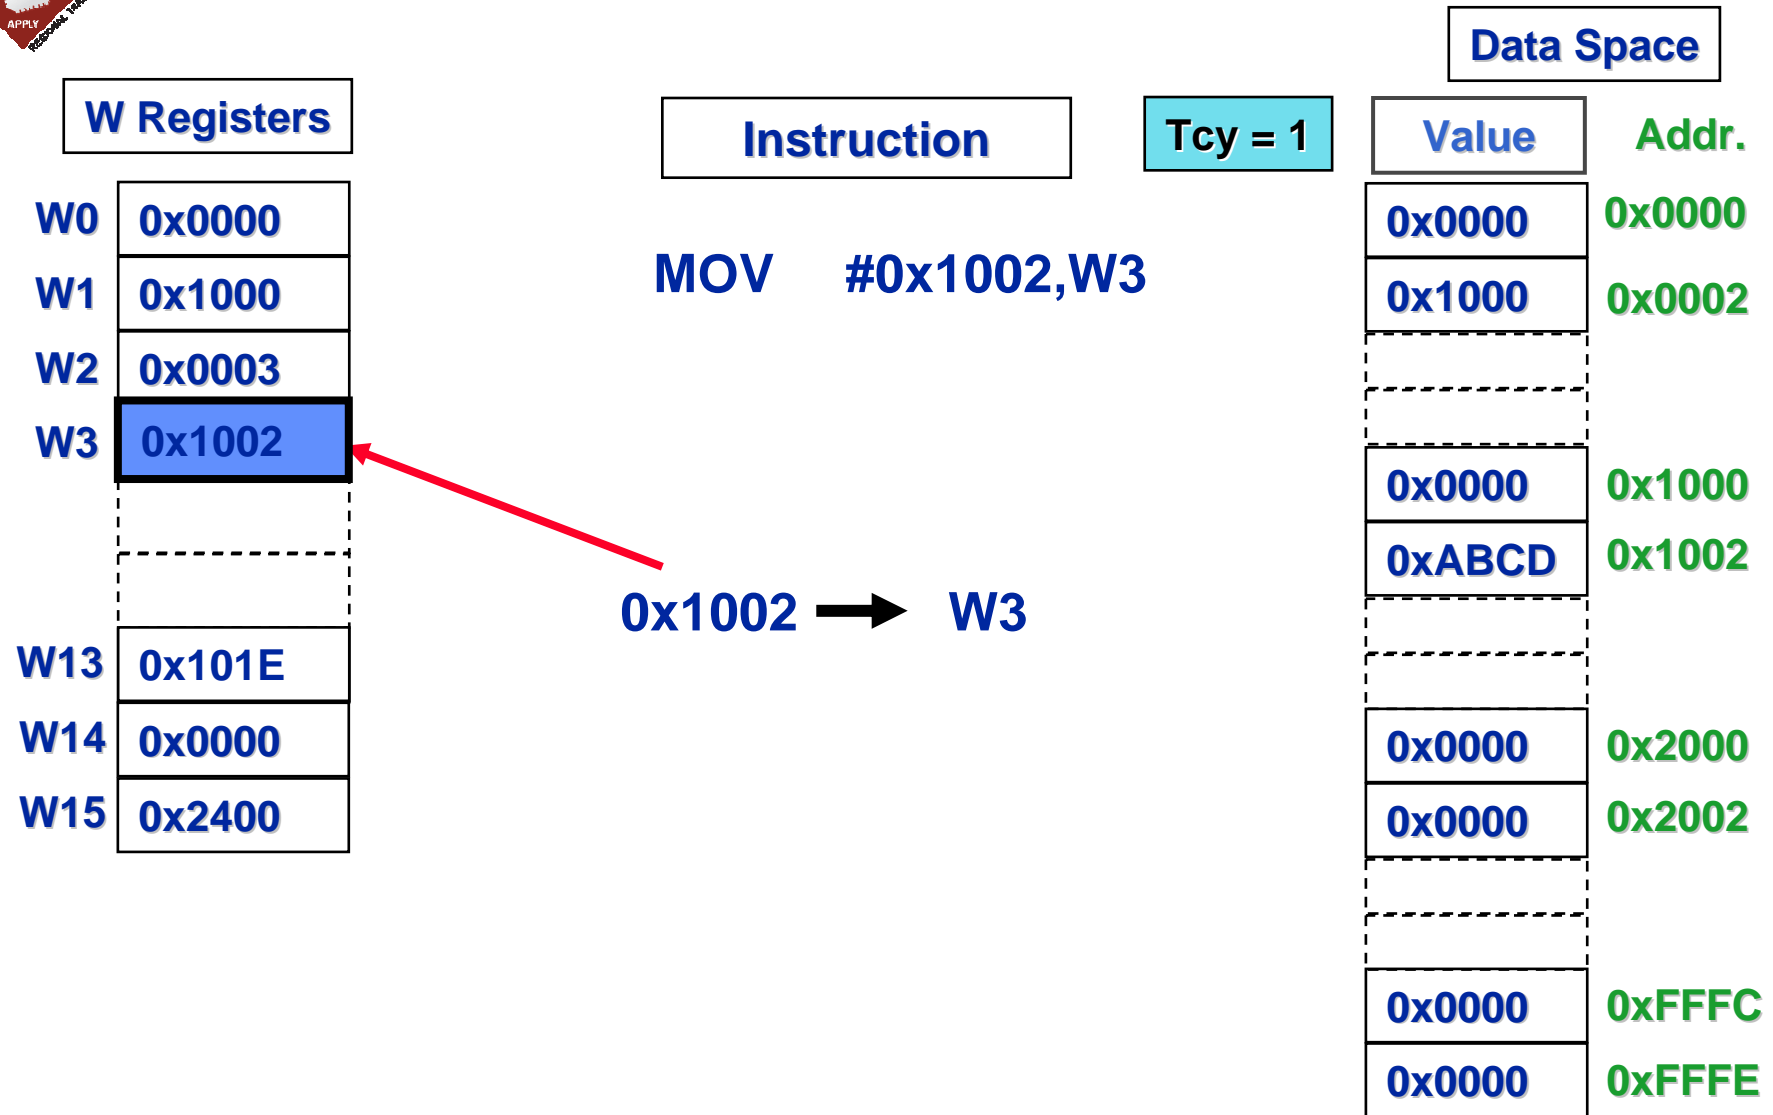 APPLY
REGIONAL
Data Space
W Registers
Instruction
Tcy = 1
Value
Addr.
W0 0x0000
W1 0x1000
W2 0x0003
W3 0x1002
W13 0x101E
W14 0x0000
W15 0x2400
MOV #0x1002,W3
0x1002 W3
0x0000 0x0000
0x1000 0x0002
0x0000 0x1000
0xABCD 0x1002
0x0000 0x2000
0x0000 0x2002
0x0000 0xFFFC
0x0000 0xFFFE